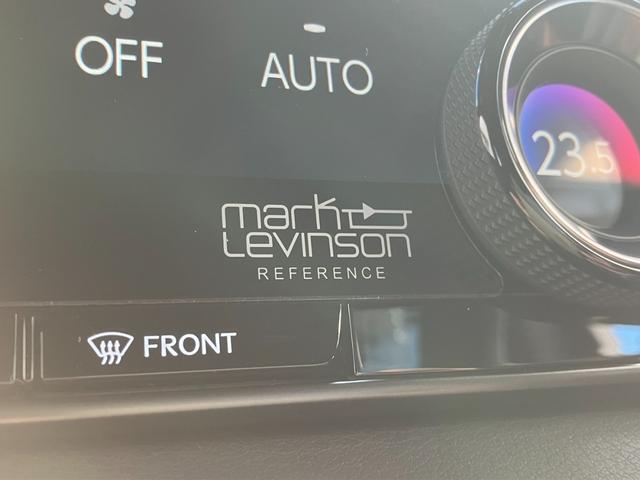 OFF
AUTO
23.5
mark
Levinson
REFERENCE
FRONT